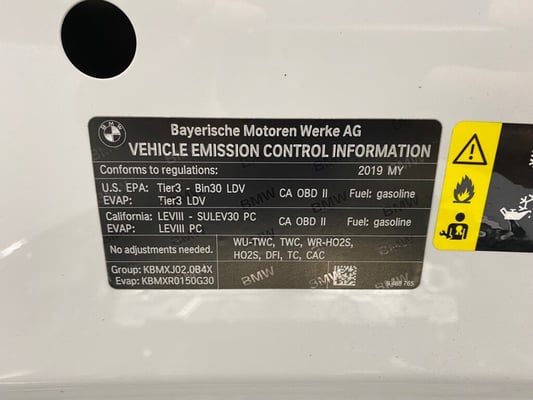 BMW
Bayerische Motoren Werke AG
VEHICLE EMISSION CONTROL INFORMATION
Conforms to regulations: 2019 MY
U.S. EPA: Tier3 - Bin30 LDV CA OBD II Fuel: gasoline
EVAP: Tier3 LDV
California: LEVIII - SULEV30 PC CA OBD II Fuel: gasoline
EVAP: LEVIII PC
No adjustments needed. WU-TWC, TWC, WR-HO2S,
HO2S, DFI, TC, CAC
Group: KBMXJ02.0B4X
Evap: KBMXR0150G30